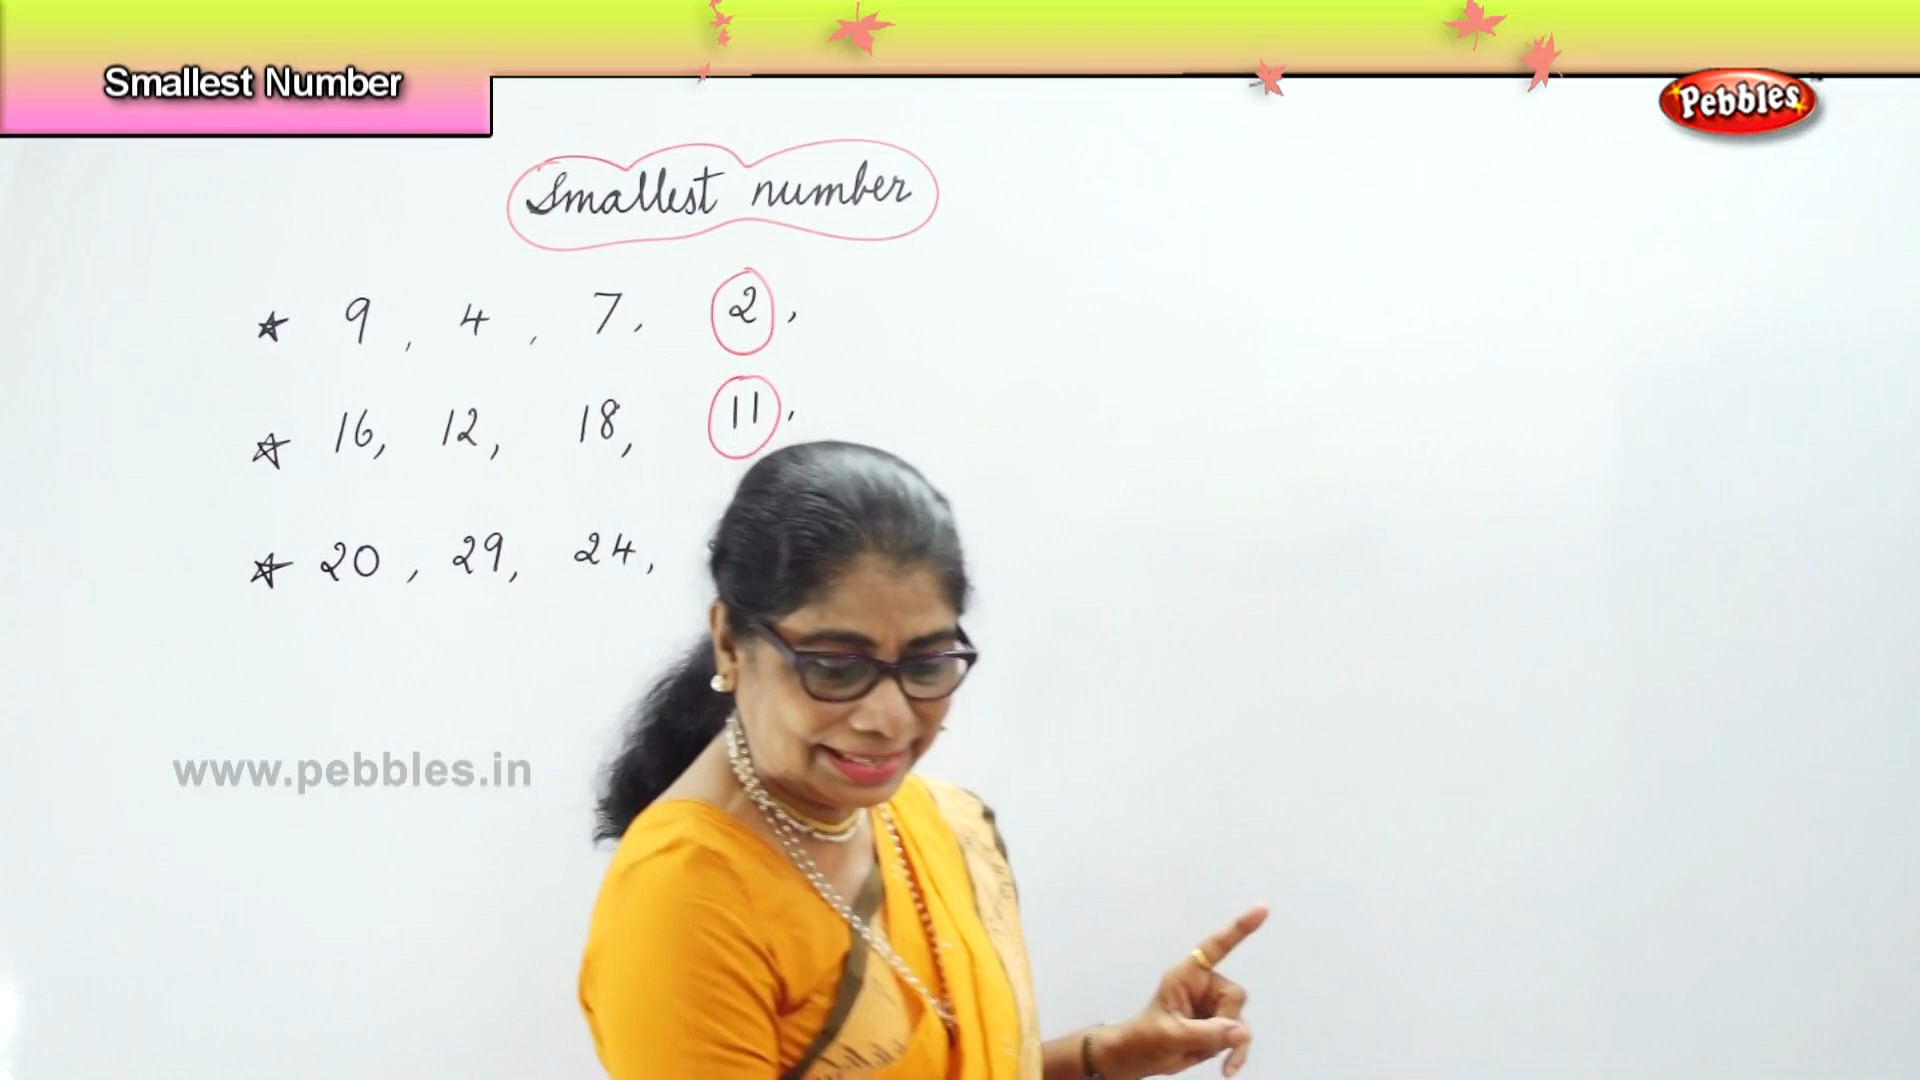 Smallest Number
Pebbles
Smallest number
9, 4, 7, 2,
16, 12, 18, 11,
20, 29, 24,
www.pebbles.in